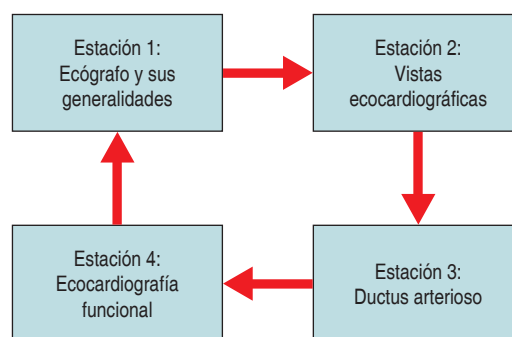 Estación 1:
Ecógrafo y sus
generalidades
Estación 2:
Vistas
ecocardiográficas
Estación 3:
Ductus arterioso
Estación 4:
Ecocardiografía
funcional